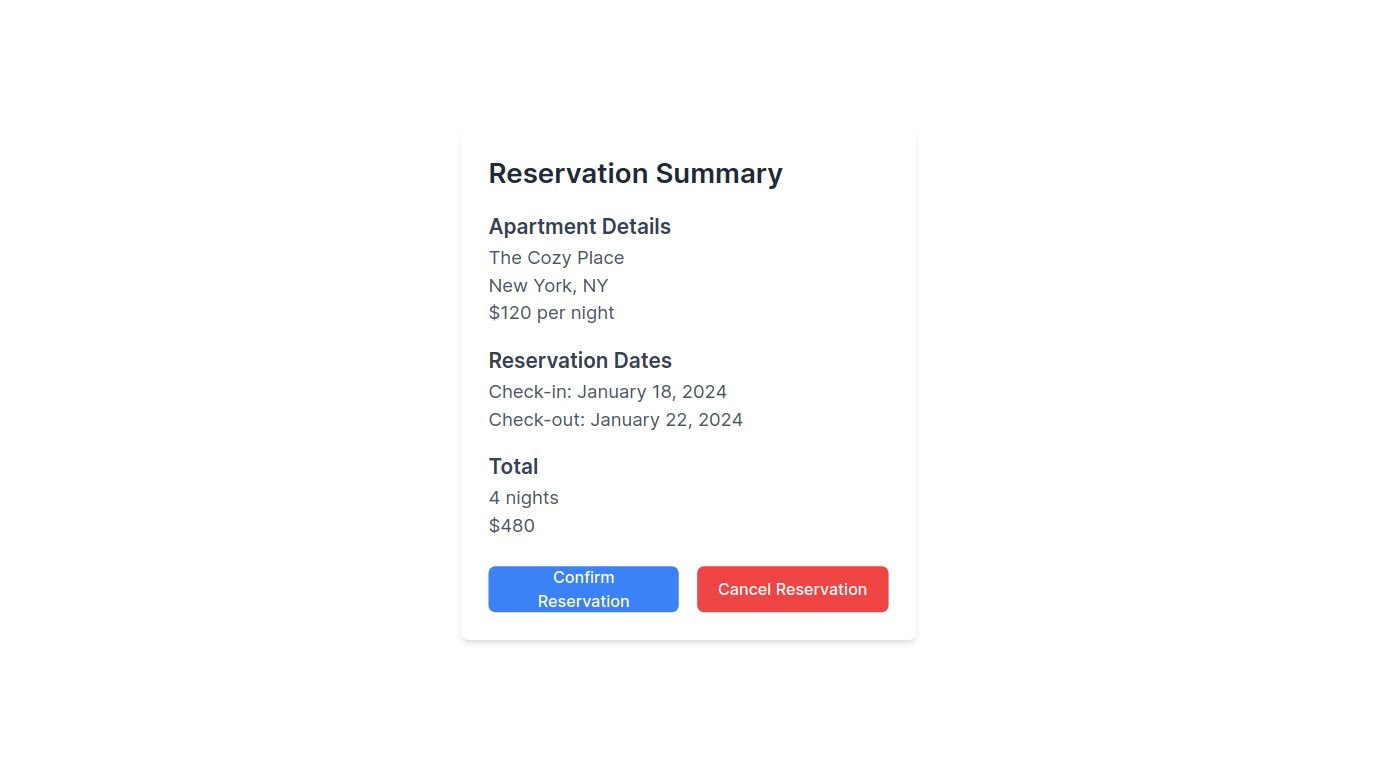 Reservation Summary
Apartment Details
The Cozy Place
New York, NY
$120 per night
Reservation Dates
Check-in: January 18, 2024
Check-out: January 22, 2024
Total
4 nights
$480
Confirm
Reservation
Cancel Reservation